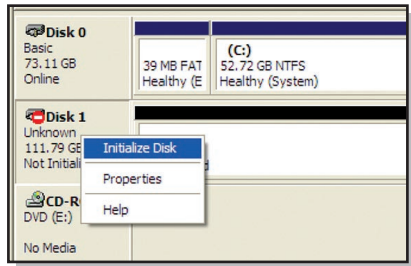 Disk 0
Basic
73.11 GB
Online
39 MB FAT
Healthy (E
(C:)
52.72 GB NTFS
Healthy (System)
Disk 1
Unknown
111.79 GB
Not Initiali
Initialize Disk
Properties
Help
CD-R
DVD (E:)
No Media